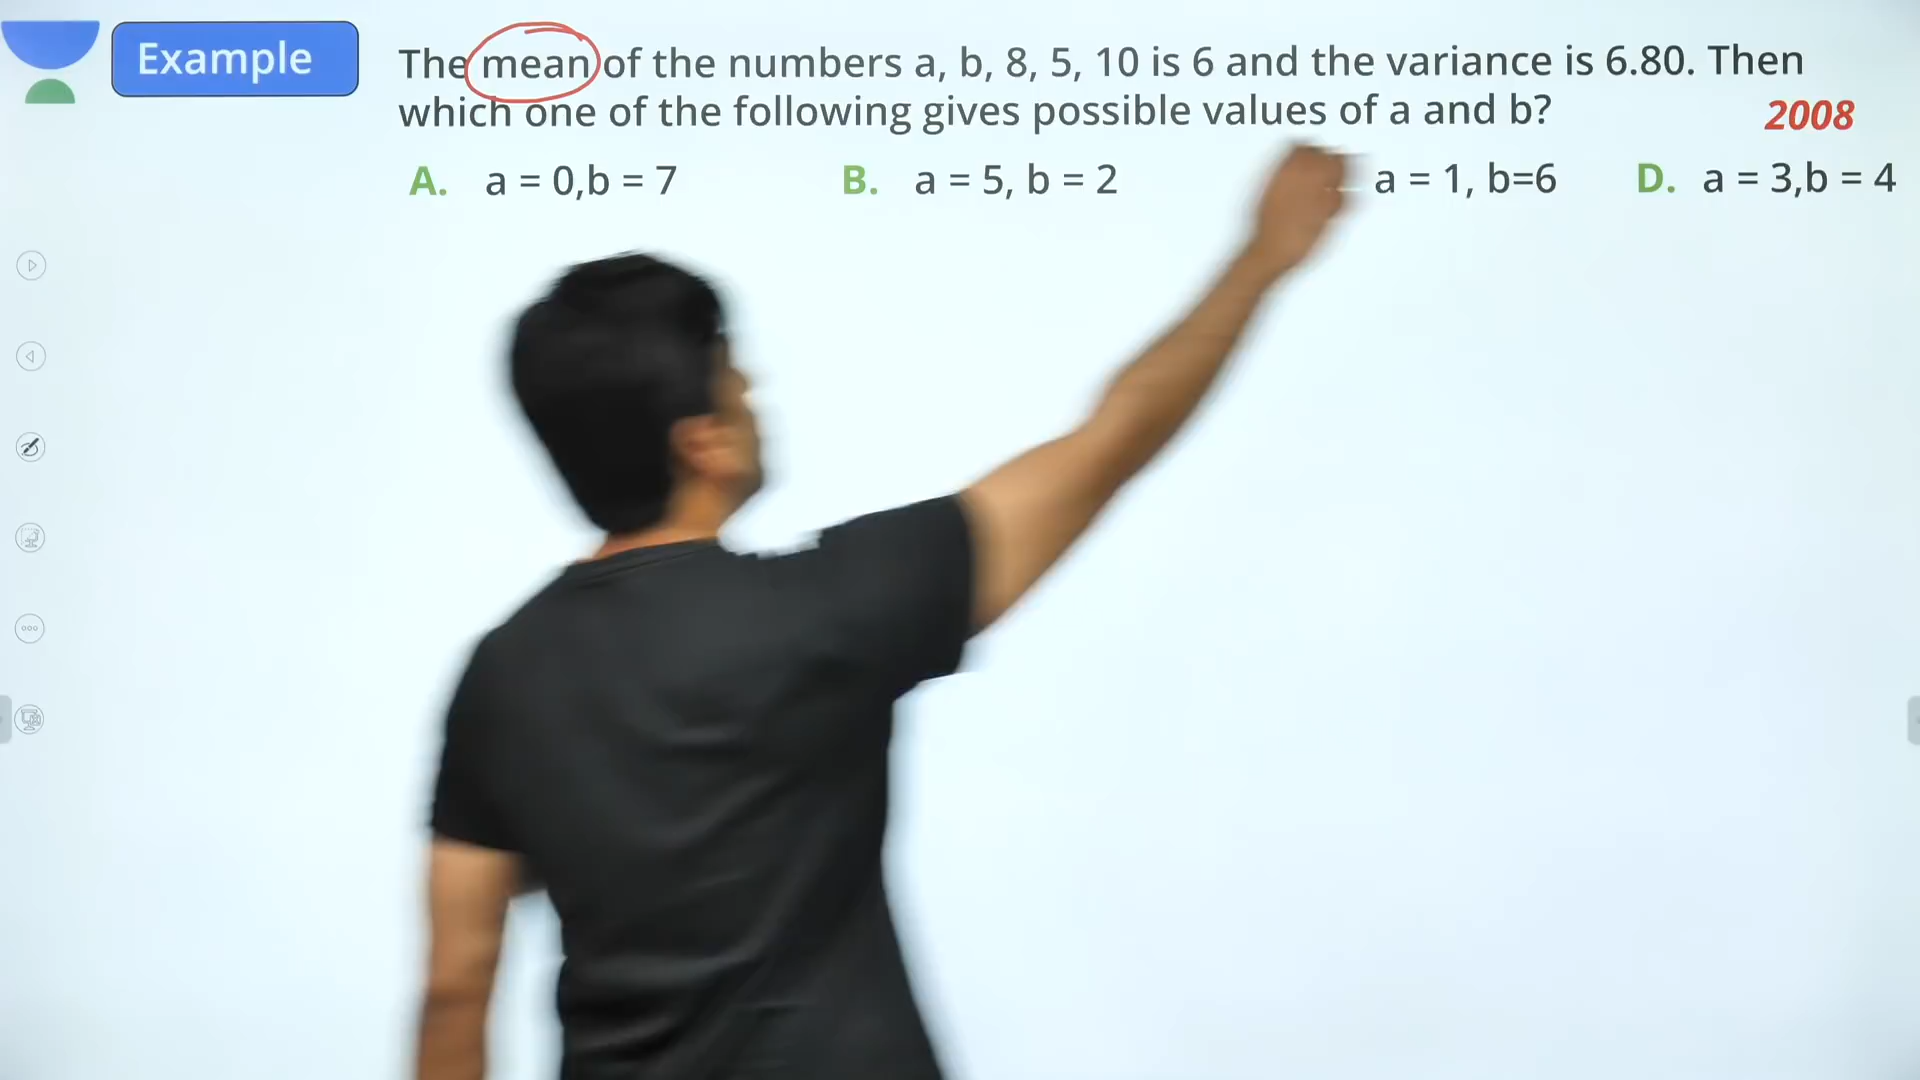 Example
The mean of the numbers a, b, 8, 5, 10 is 6 and the variance is 6.80. Then
which one of the following gives possible values of a and b?
2008
A. a = 0,b = 7 B. a = 5, b = 2 a = 1, b=6 D. a = 3,b = 4